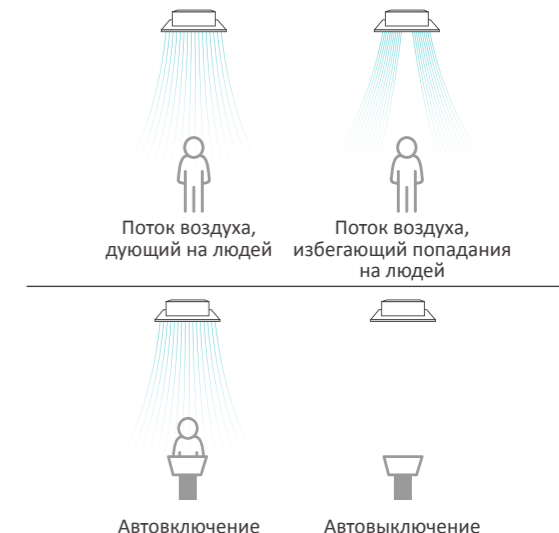 Поток воздуха,
дующий на людей
Поток воздуха,
избегающий попадания
на людей
Автовключение
Автовыключение